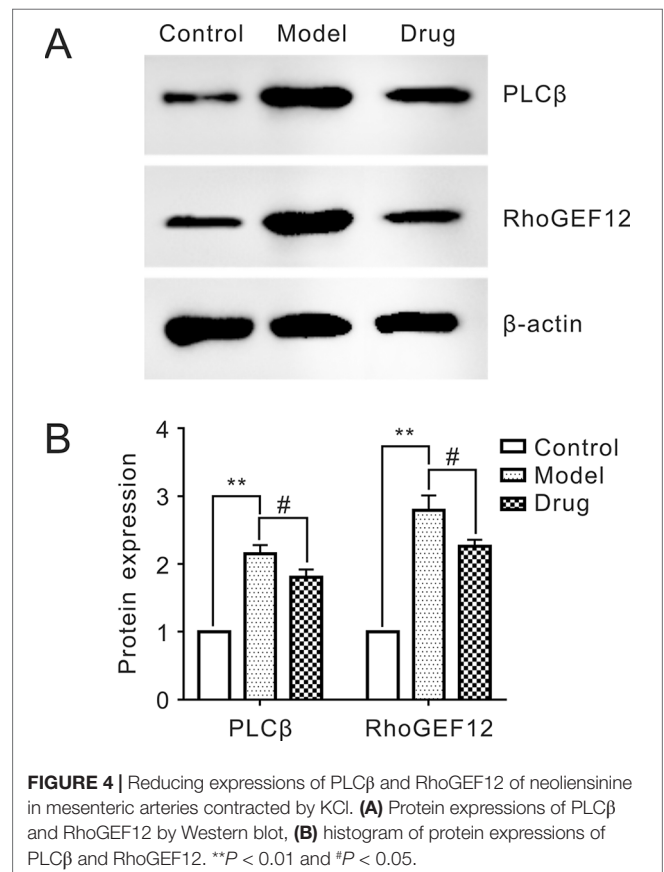 A
Control Model Drug
PLCβ
RhoGEF12
β-actin
B
4
3
2
1
0
Protein expression
**
#
**
#
Control
Model
Drug
PLCβ RhoGEF12
FIGURE 4 | Reducing expressions of PLCβ and RhoGEF12 of neoliensinine
in mesenteric arteries contracted by KCl. (A) Protein expressions of PLCβ
and RhoGEF12 by Western blot, (B) histogram of protein expressions of
PLCβ and RhoGEF12. **P < 0.01 and #P < 0.05.